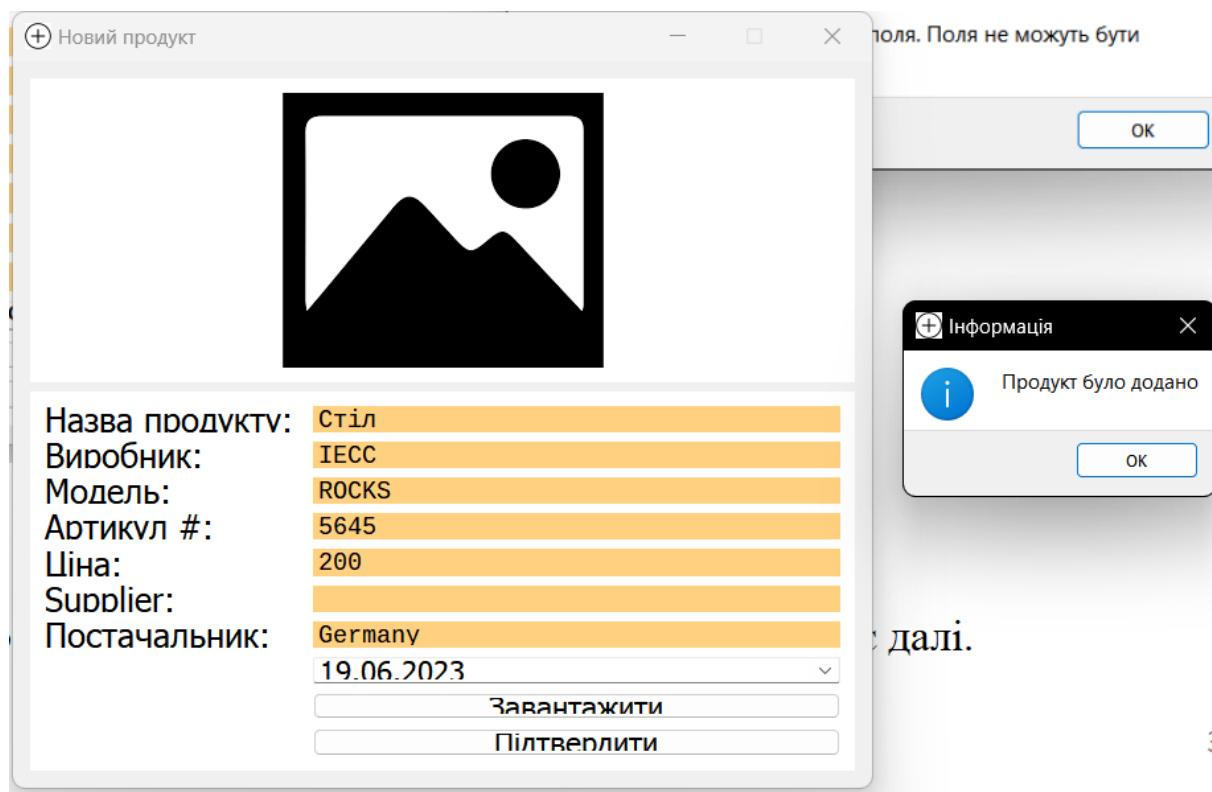 Новий продукт
поля. Поля не можуть бути
ОК
Інформація
Продукт було додано
ОК
Назва продукту: Стіл
Виробник: IECC
Модель: ROCKS
Артикул #: 5645
Ціна: 200
Supplier:
Постачальник: Germany
далі.
19.06.2023
Завантажити
Підтвердити